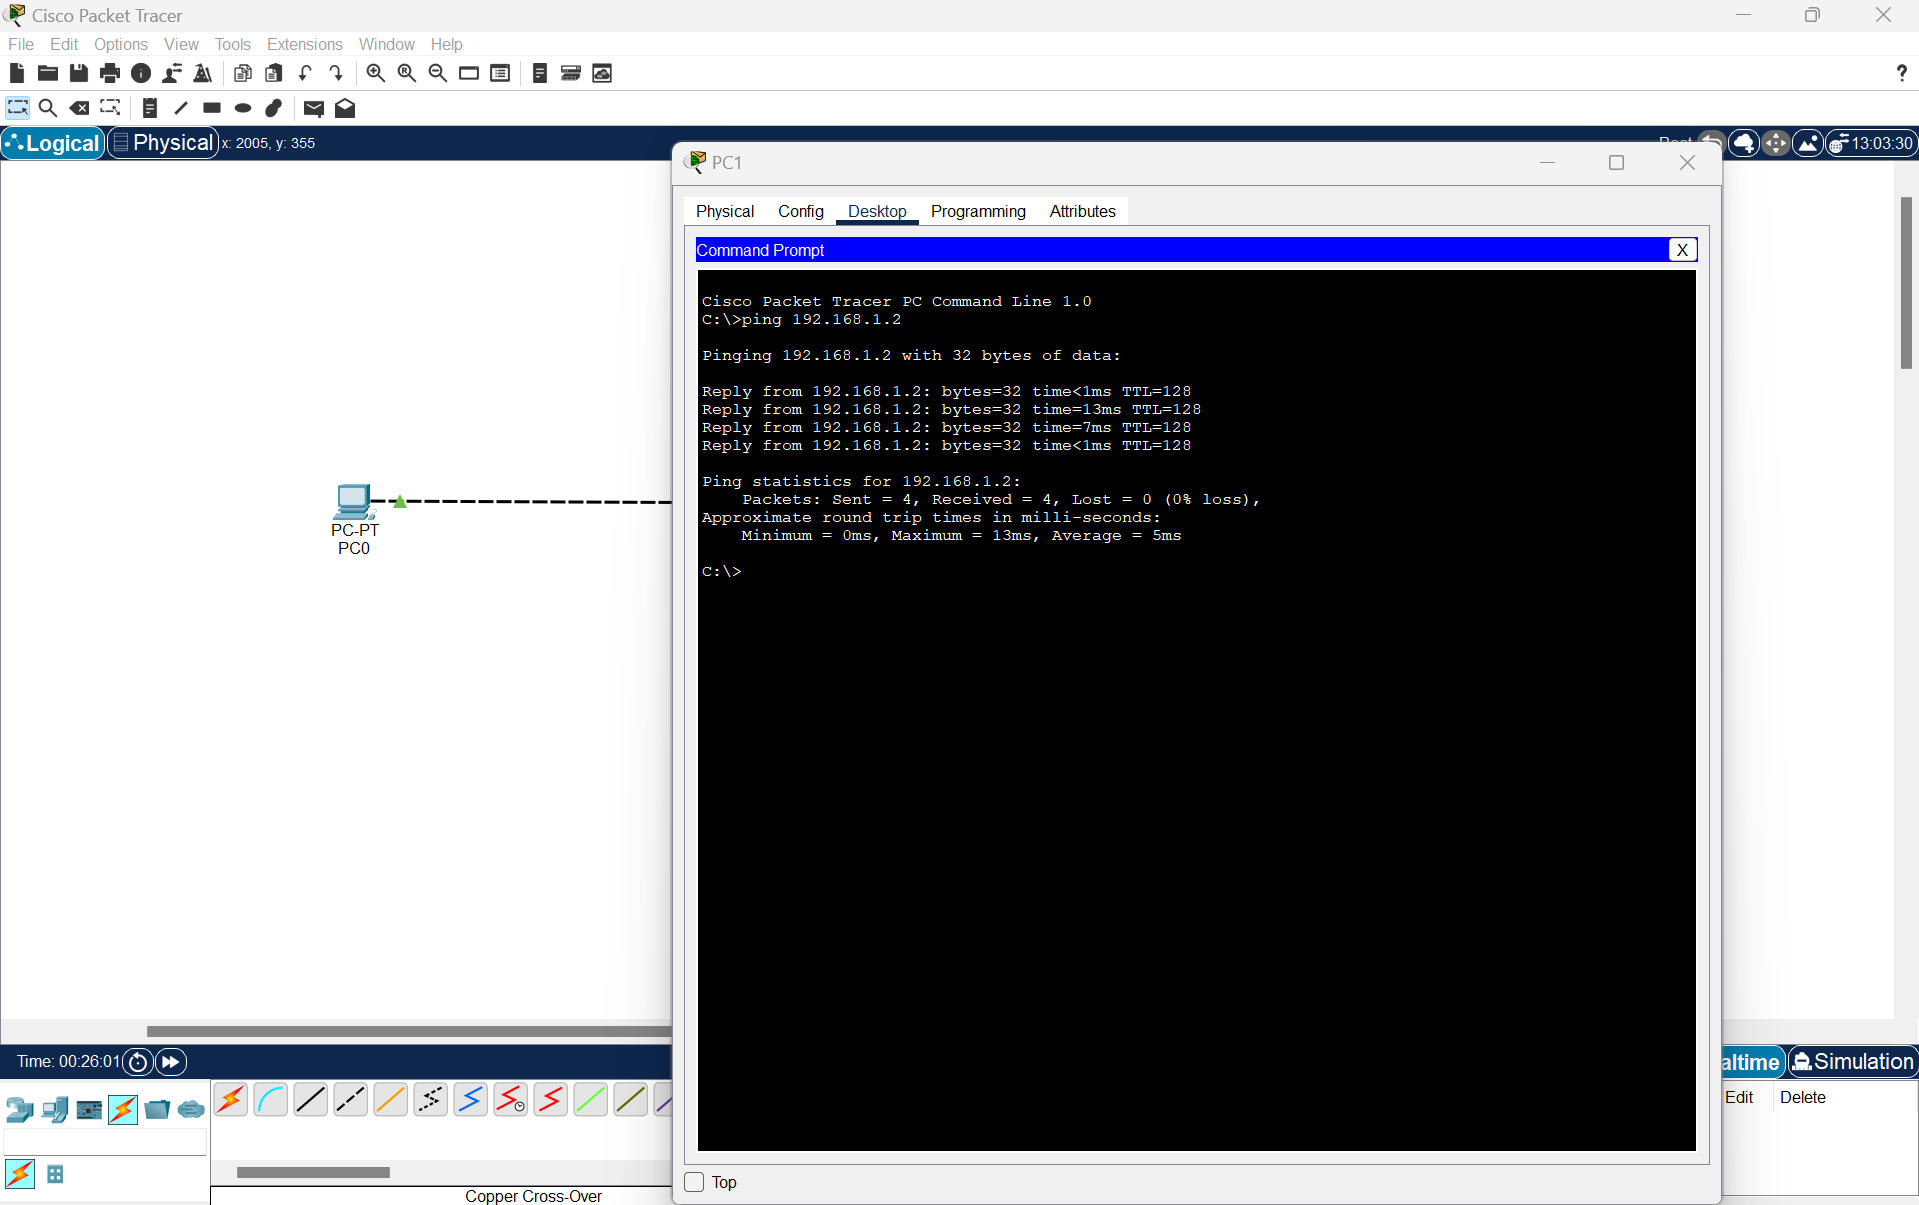 Cisco Packet Tracer
File Edit Options View Tools Extensions Window Help
?
Logical Physical x: 2005, y: 355
13:03:30
PC1
Physical Config Desktop Programming Attributes
Command Prompt
X
Cisco Packet Tracer PC Command Line 1.0
C:\>ping 192.168.1.2
Pinging 192.168.1.2 with 32 bytes of data:
Reply from 192.168.1.2: bytes=32 time<1ms TTL=128
Reply from 192.168.1.2: bytes=32 time=13ms TTL=128
Reply from 192.168.1.2: bytes=32 time=7ms TTL=128
Reply from 192.168.1.2: bytes=32 time<1ms TTL=128
Ping statistics for 192.168.1.2:
Packets: Sent = 4, Received = 4, Lost = 0 (0% loss),
Approximate round trip times in milli-seconds:
Minimum = 0ms, Maximum = 13ms, Average = 5ms
C:\>
PC-PT
PC0
Time: 00:26:01
altime Simulation
Edit Delete
Top
Copper Cross-Over